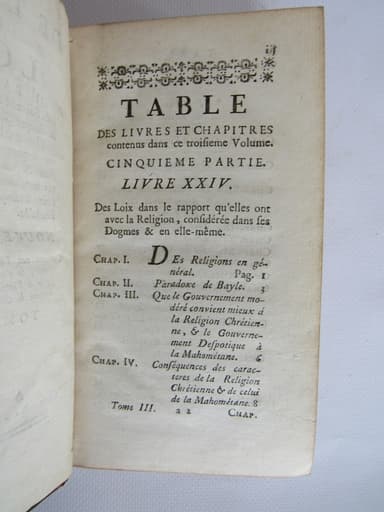 iij
TABLE
DES LIVRES ET CHAPITRES
contenus dans ce troisieme Volume.
CINQUIEME PARTIE.
LIVRE XXIV.
Des Loix dans le rapport qu'elles ont
avec la Religion, considérée dans ses
Dogmes & en elle-même.
CHAP. I. DEs Religions en gé-
néral. Pag. 1
CHAP. II. Paradoxe de Bayle. 3
CHAP. III. Que le Gouvernement mo-
déré convient mieux à
la Religion Chrétien-
ne, & le Gouverne-
ment Despotique à
la Mahométane. 6
CHAP. IV. Conséquences des carac-
teres de la Religion
Chrétienne & de celui
de la Mahométane. 8
Tome III. a 2 CHAP.